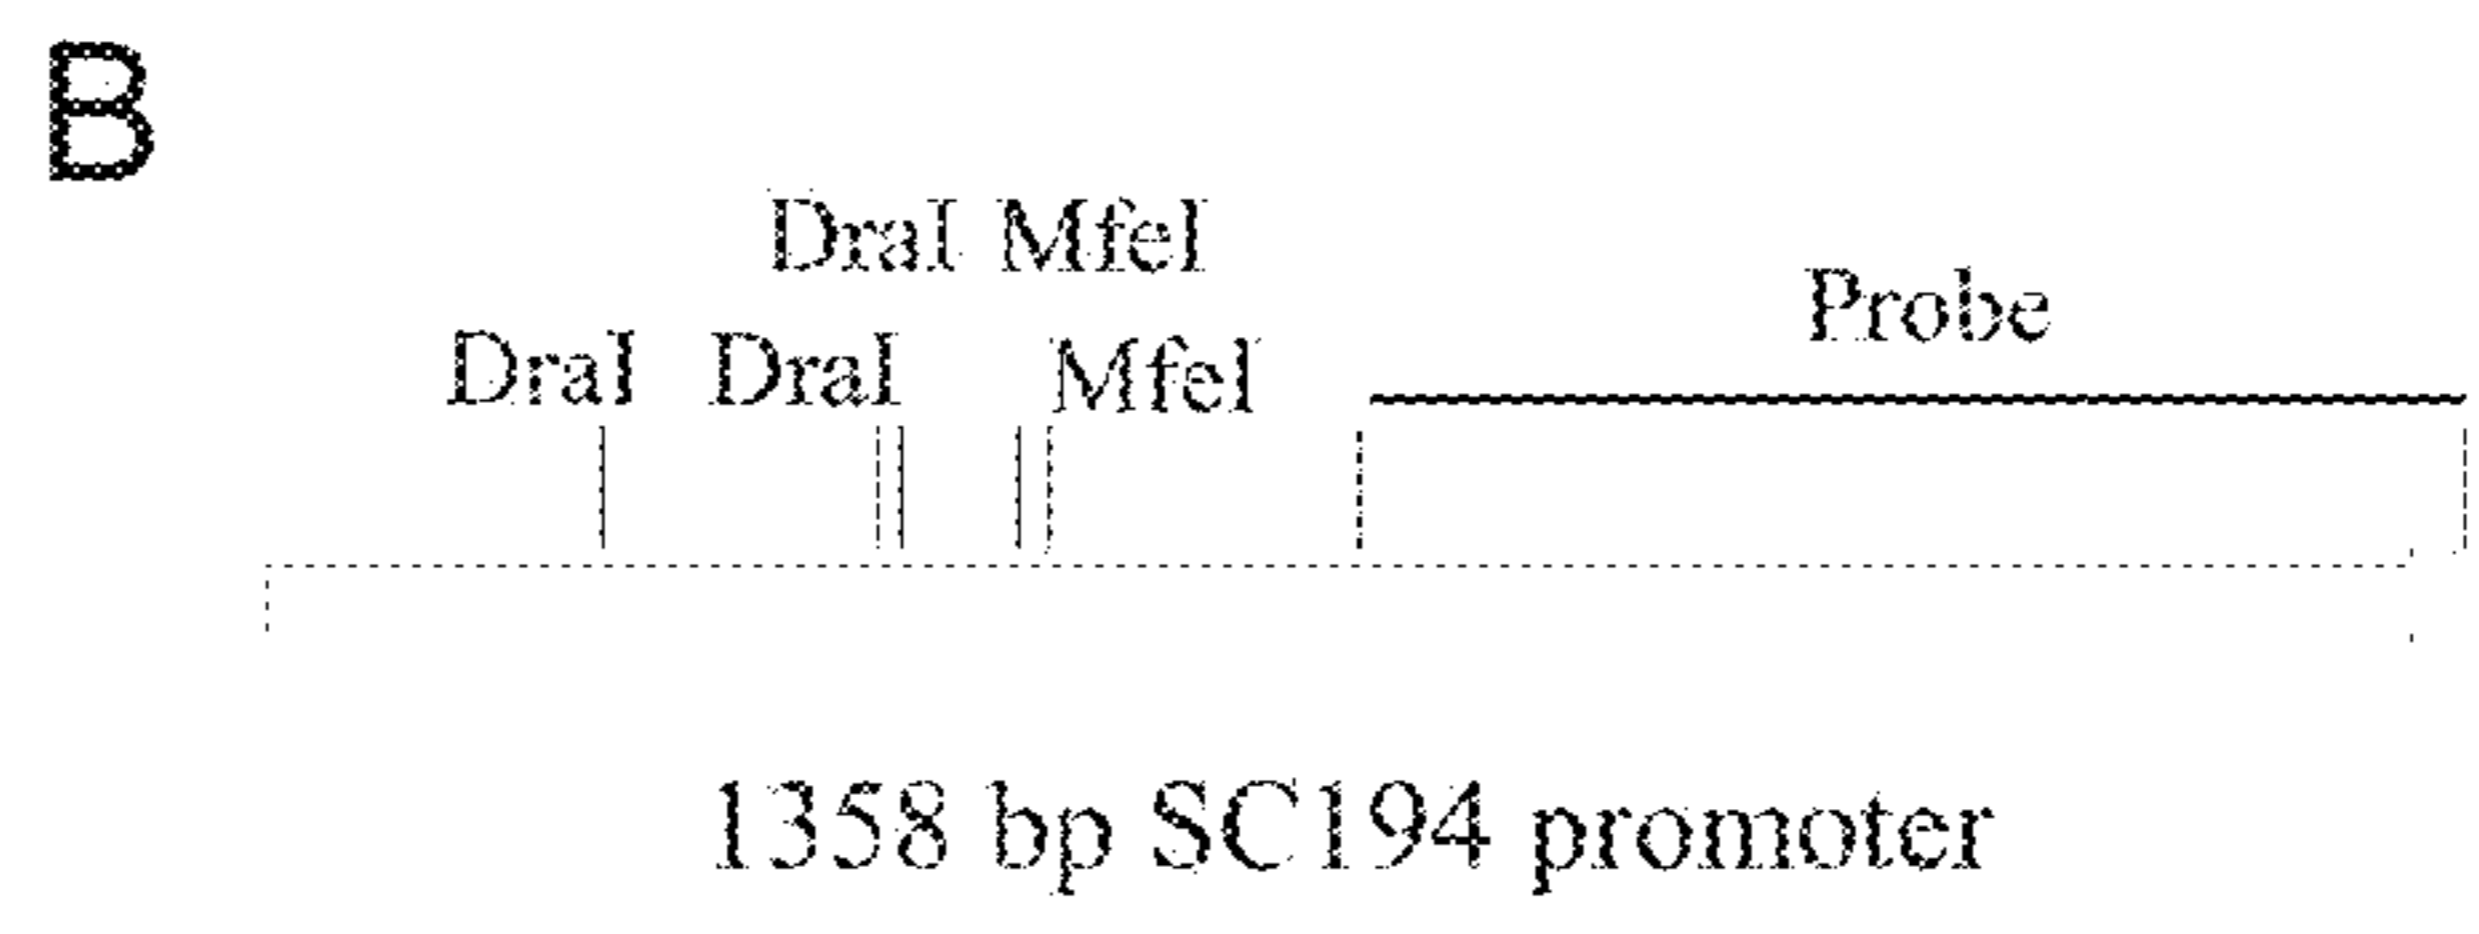 B
DraI MfeI
Probe
DraI DraI MfeI
1358 bp SC194 promoter